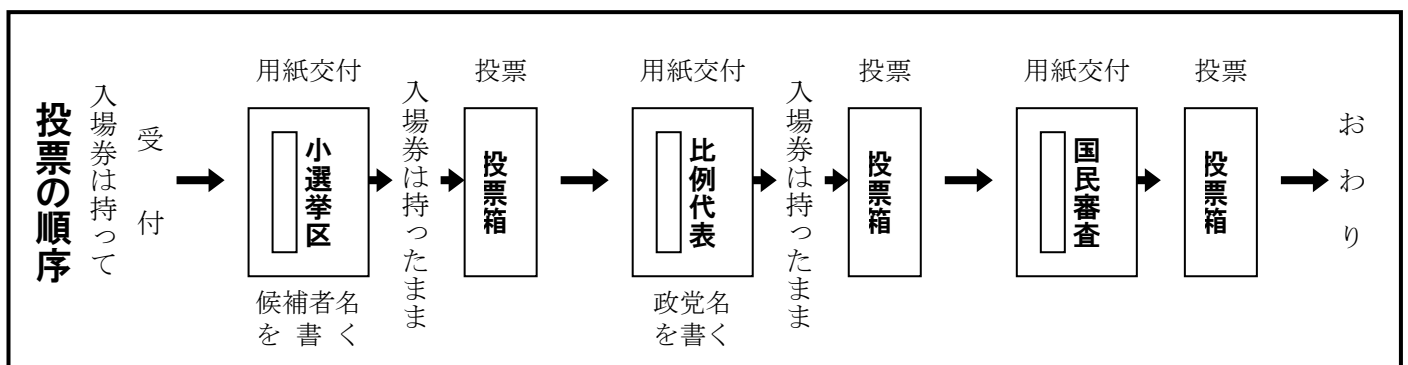 投票の順序
入場券は持って
受付
用紙交付
小選挙区
候補者名
を書く
入場券は持ったまま
投票
投票箱
用紙交付
比例代表
政党名
を書く
入場券は持ったまま
投票
投票箱
用紙交付
国民審査
投票
投票箱
おわり